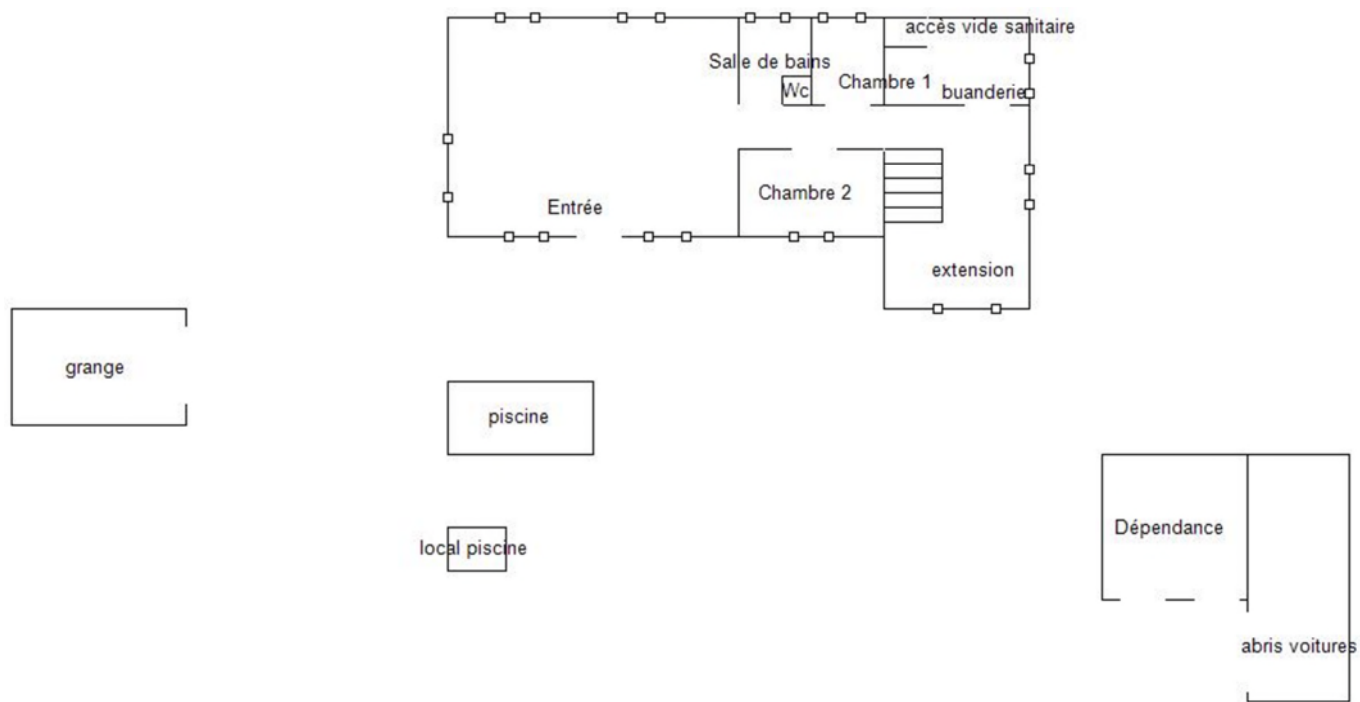 accès vide sanitaire
Salle de bains
Chambre 1
Wc
buanderie
Chambre 2
Entrée
extension
grange
piscine
Dépendance
local piscine
abris voitures